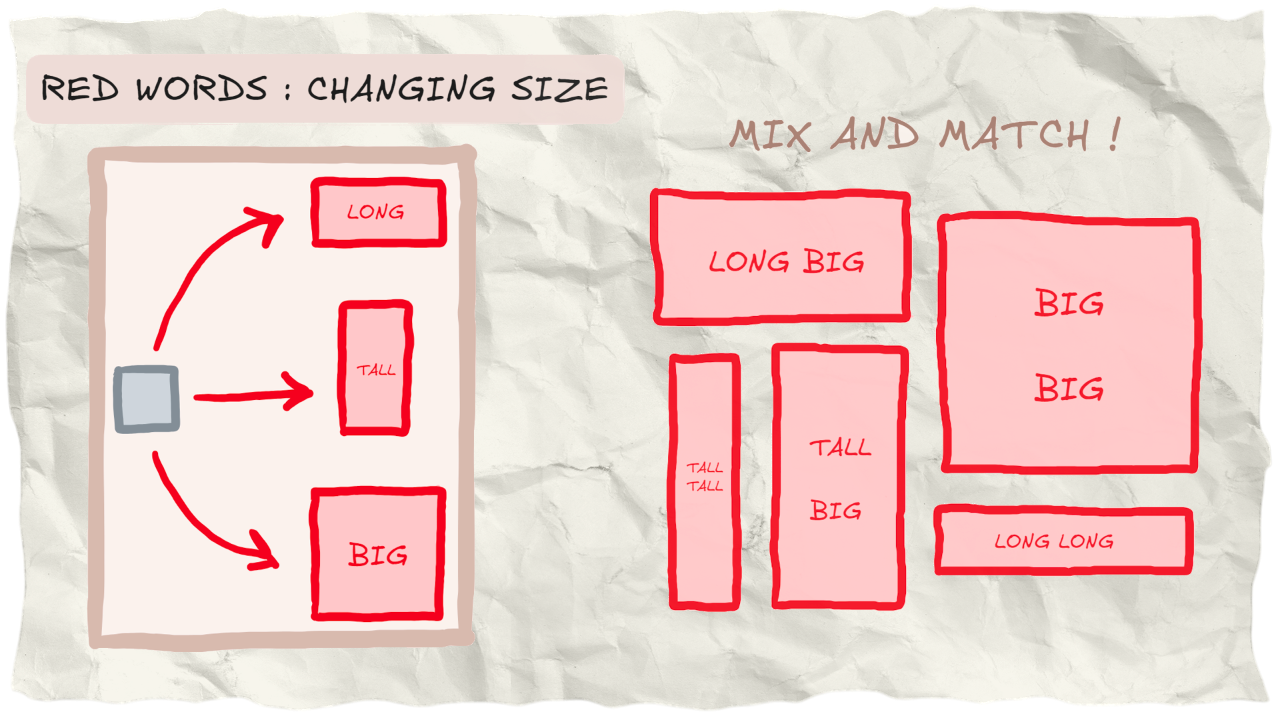 RED WORDS : CHANGING SIZE
LONG
TALL
BIG
MIX AND MATCH !
LONG BIG
BIG
BIG
TALL
TALL
TALL
BIG
LONG LONG